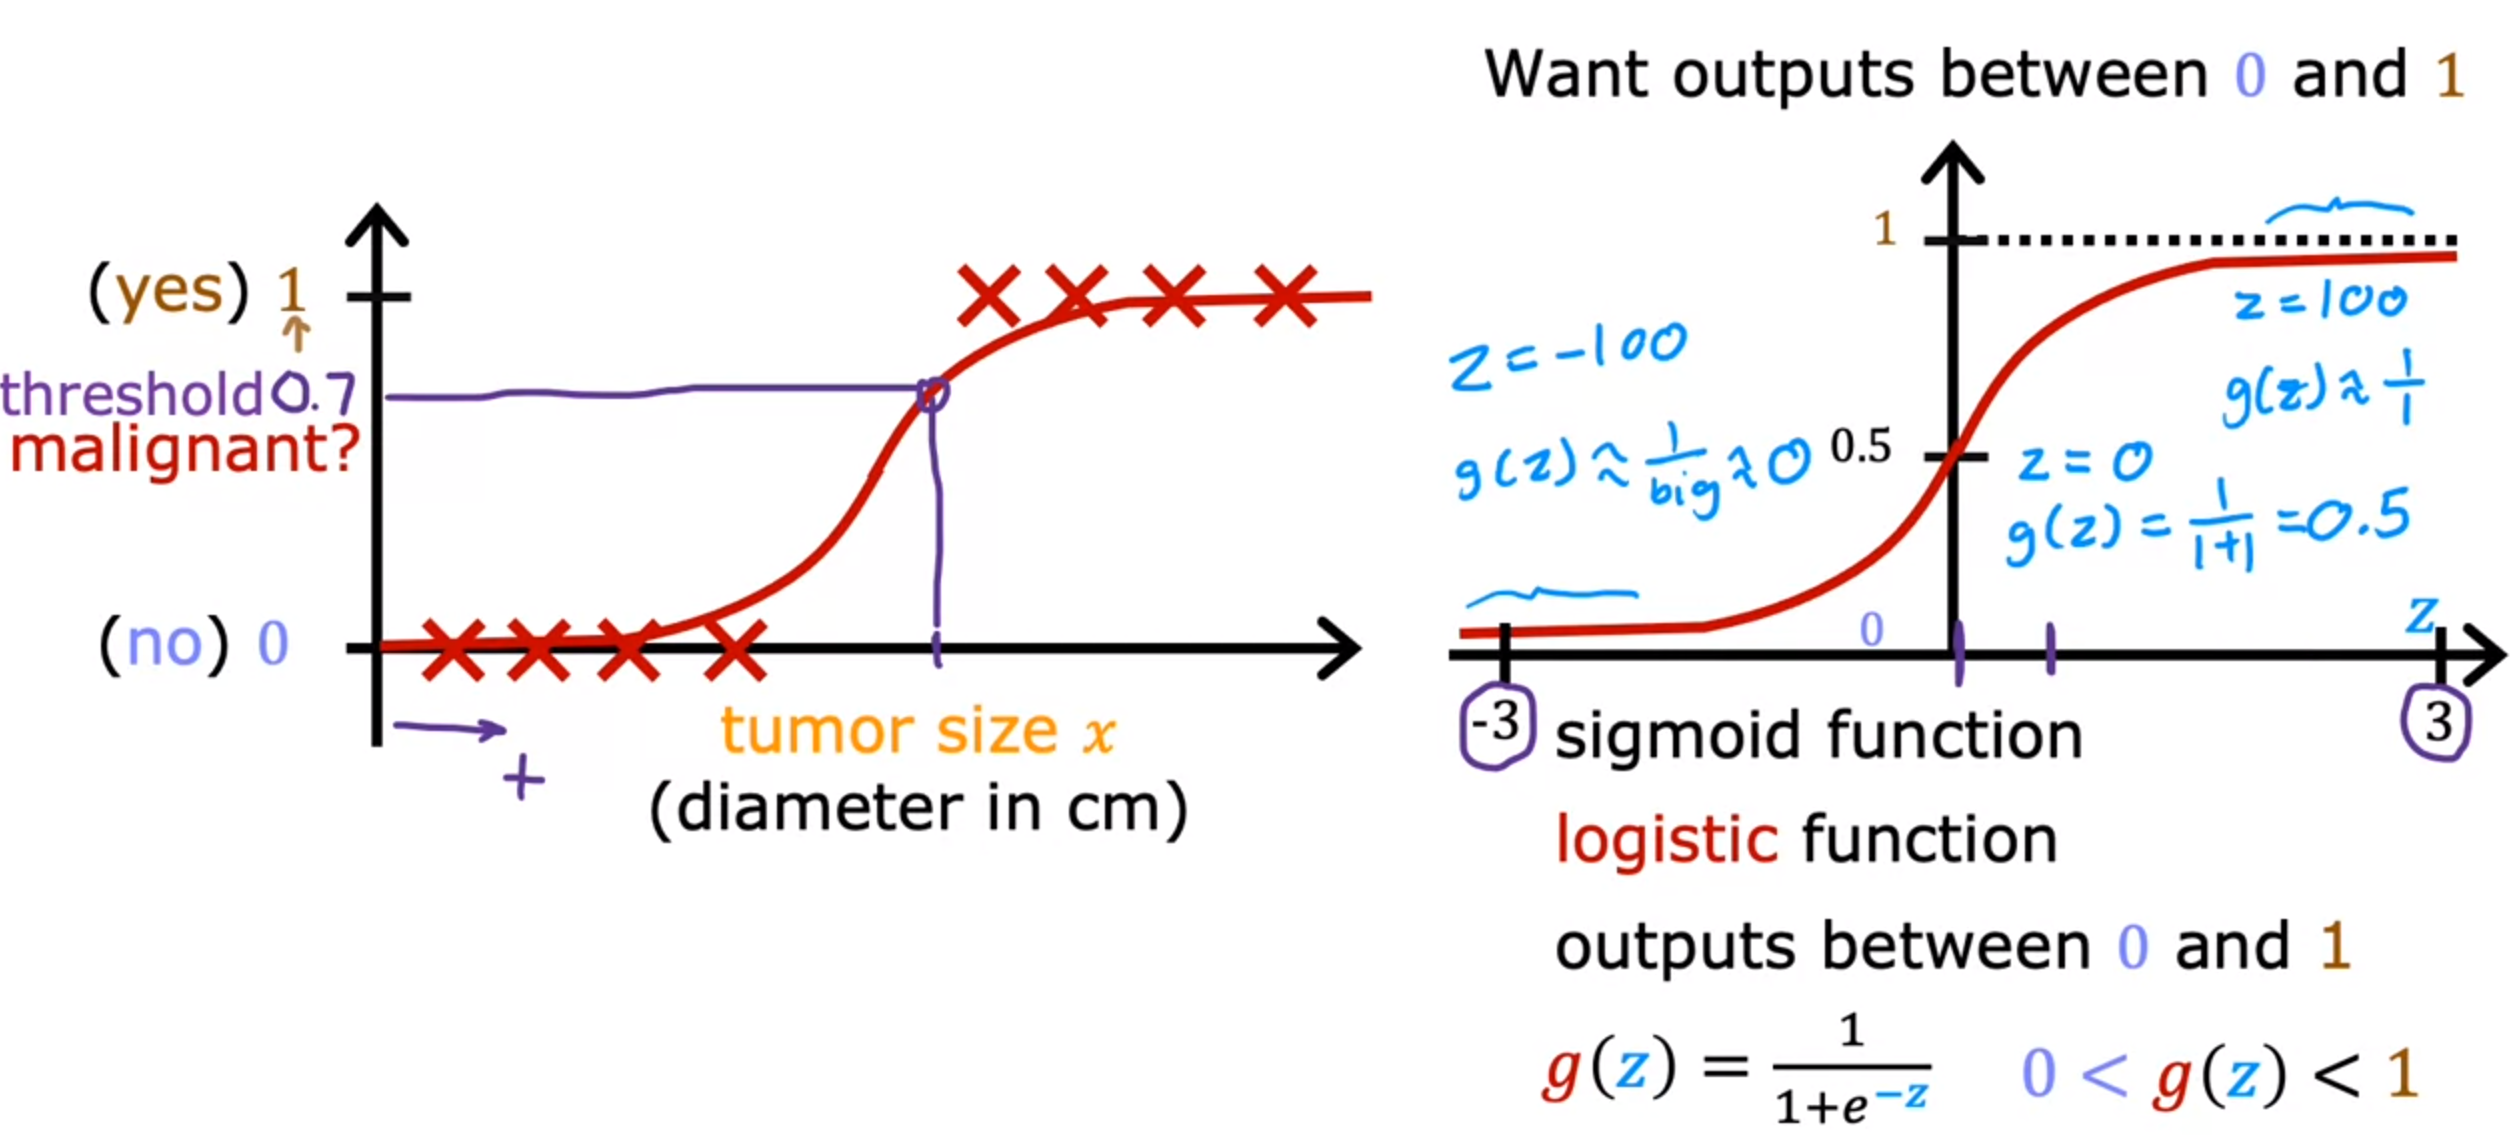 (yes) 1
↑
threshold 0.7
malignant?
(no) 0
→
+
tumor size x
(diameter in cm)
Want outputs between 0 and 1
1
z = 100
g(z) ≈ 1/1
z = -100
g(z) ≈ 1/big ≈ 0
0.5
z = 0
g(z) = 1/1+1 = 0.5
0
z
-3
3
sigmoid function
logistic function
outputs between 0 and 1
g(z) = 1/1+e^-z 0 < g(z) < 1